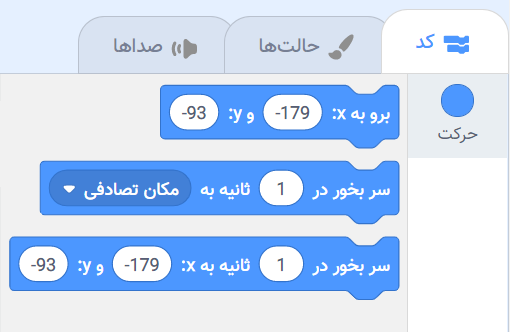 کد
حالت‌ها
صداها
حرکت
برو به x: -179 و y: -93
سر بخور در 1 ثانیه به مکان تصادفی
سر بخور در 1 ثانیه به x: -179 و y: -93